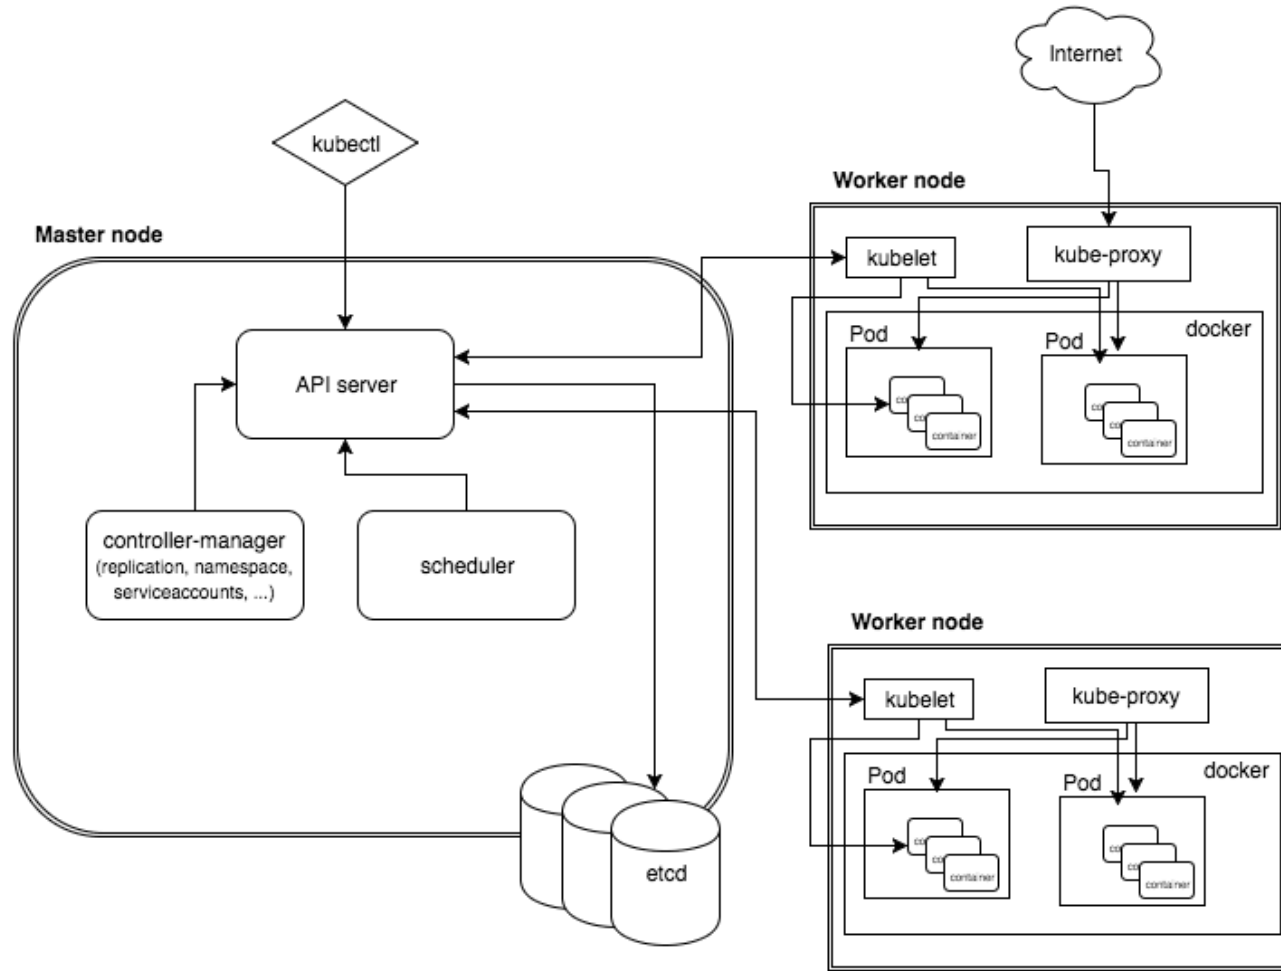 Internet
kubectl
Worker node
Master node
kubelet
kube-proxy
docker
Pod
Pod
API server
container
container
controller-manager
(replication, namespace,
serviceaccounts, ...)
scheduler
Worker node
kubelet
kube-proxy
docker
Pod
Pod
container
container
etcd